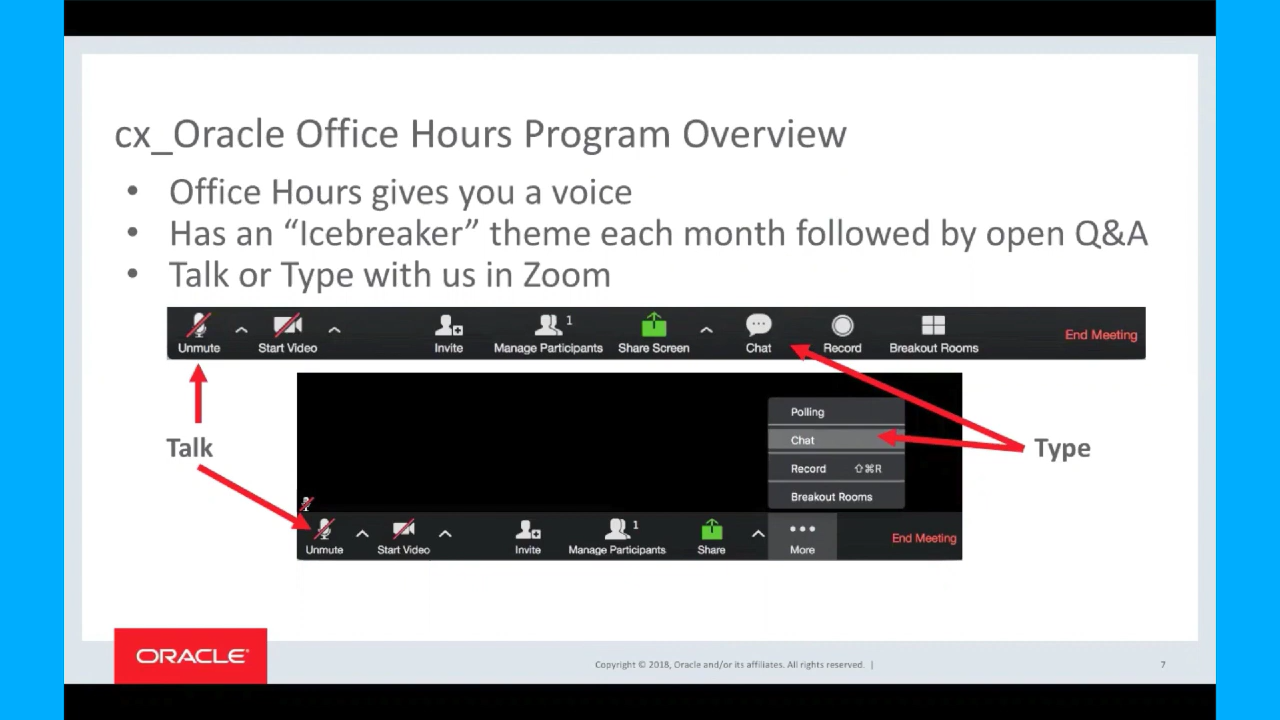 cx_Oracle Office Hours Program Overview
• Office Hours gives you a voice
• Has an “Icebreaker” theme each month followed by open Q&A
• Talk or Type with us in Zoom
Unmute Start Video Invite 1 Manage Participants Share Screen Chat Record Breakout Rooms End Meeting
Polling
Chat
Record ⇧⌘R
Breakout Rooms
Talk
Type
Unmute Start Video Invite 1 Manage Participants Share More End Meeting
ORACLE®
Copyright © 2018, Oracle and/or its affiliates. All rights reserved. |
7